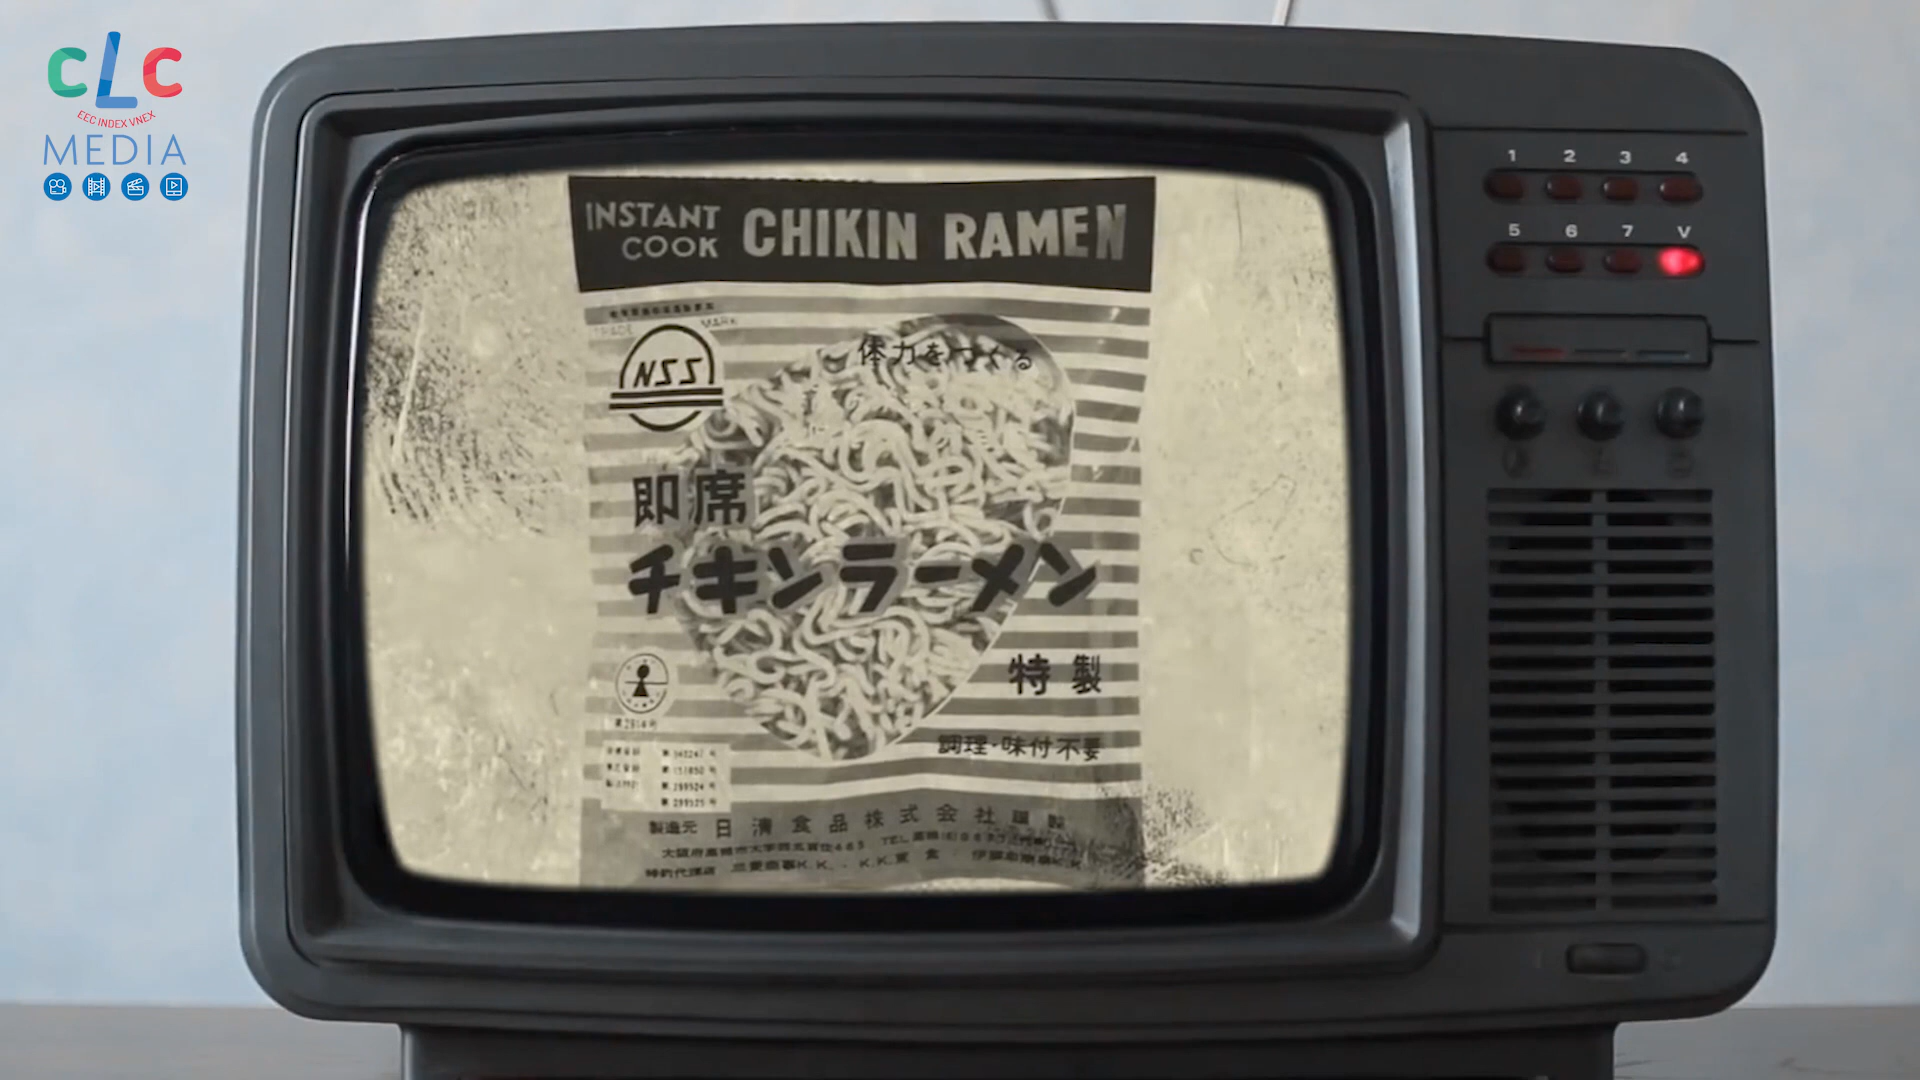 CLC
EEC INDEX VNEX
MEDIA
1 2 3 4
5 6 7 V
INSTANT COOK
CHIKIN RAMEN
TRADE MARK
NSS
体力をつくる
即席
チキンラーメン
特製
調理・味付不要
製造元 日清食品株式会社